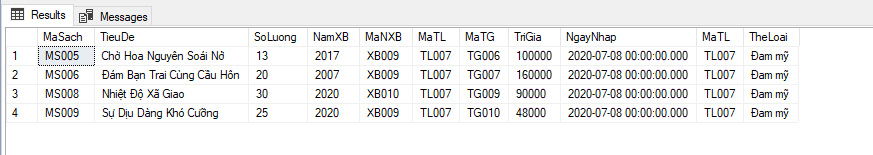 Results Messages
MaSach TieuDe SoLuong NamXB MaNXB MaTL MaTG TriGia NgayNhap MaTL TheLoai
1 MS005 Chờ Hoa Nguyên Soái Nở 13 2017 XB009 TL007 TG006 100000 2020-07-08 00:00:00.000 TL007 Đam mỹ
2 MS006 Đám Bạn Trai Cùng Cầu Hôn 20 2007 XB009 TL007 TG007 160000 2020-07-08 00:00:00.000 TL007 Đam mỹ
3 MS008 Nhiệt Độ Xã Giao 30 2020 XB010 TL007 TG009 90000 2020-07-08 00:00:00.000 TL007 Đam mỹ
4 MS009 Sự Dịu Dàng Khó Cưỡng 25 2020 XB009 TL007 TG010 48000 2020-07-08 00:00:00.000 TL007 Đam mỹ